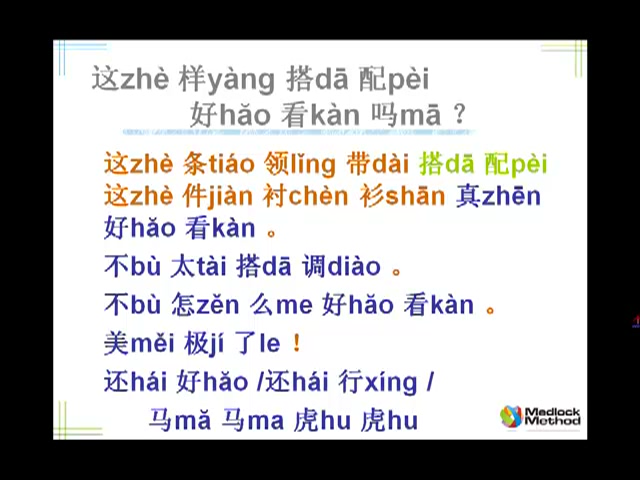 这zhè 样yàng 搭dā 配pèi
好hǎo 看kàn 吗mā ?
这zhè 条tiáo 领lǐng 带dài 搭dā 配pèi
这zhè 件jiàn 衬chèn 衫shān 真zhēn
好hǎo 看kàn 。
不bù 太tài 搭dā 调diào 。
不bù 怎zěn 么me 好hǎo 看kàn 。
美měi 极jí 了le !
还hái 好hǎo /还hái 行xíng /
马mǎ 马ma 虎hu 虎hu
Medlock
Method